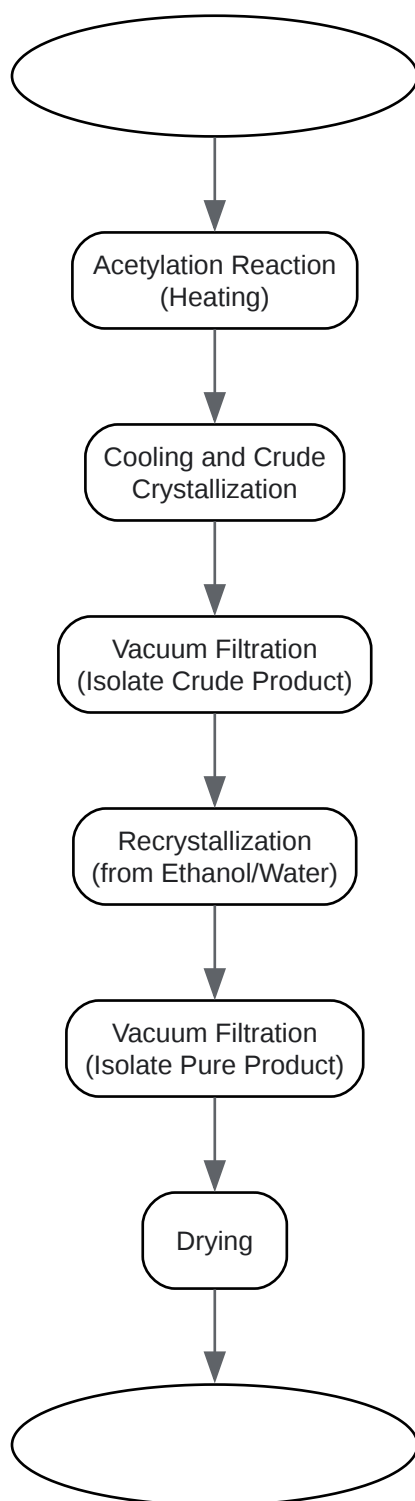 Acetylation Reaction
(Heating)
Cooling and Crude
Crystallization
Vacuum Filtration
(Isolate Crude Product)
Recrystallization
(from Ethanol/Water)
Vacuum Filtration
(Isolate Pure Product)
Drying